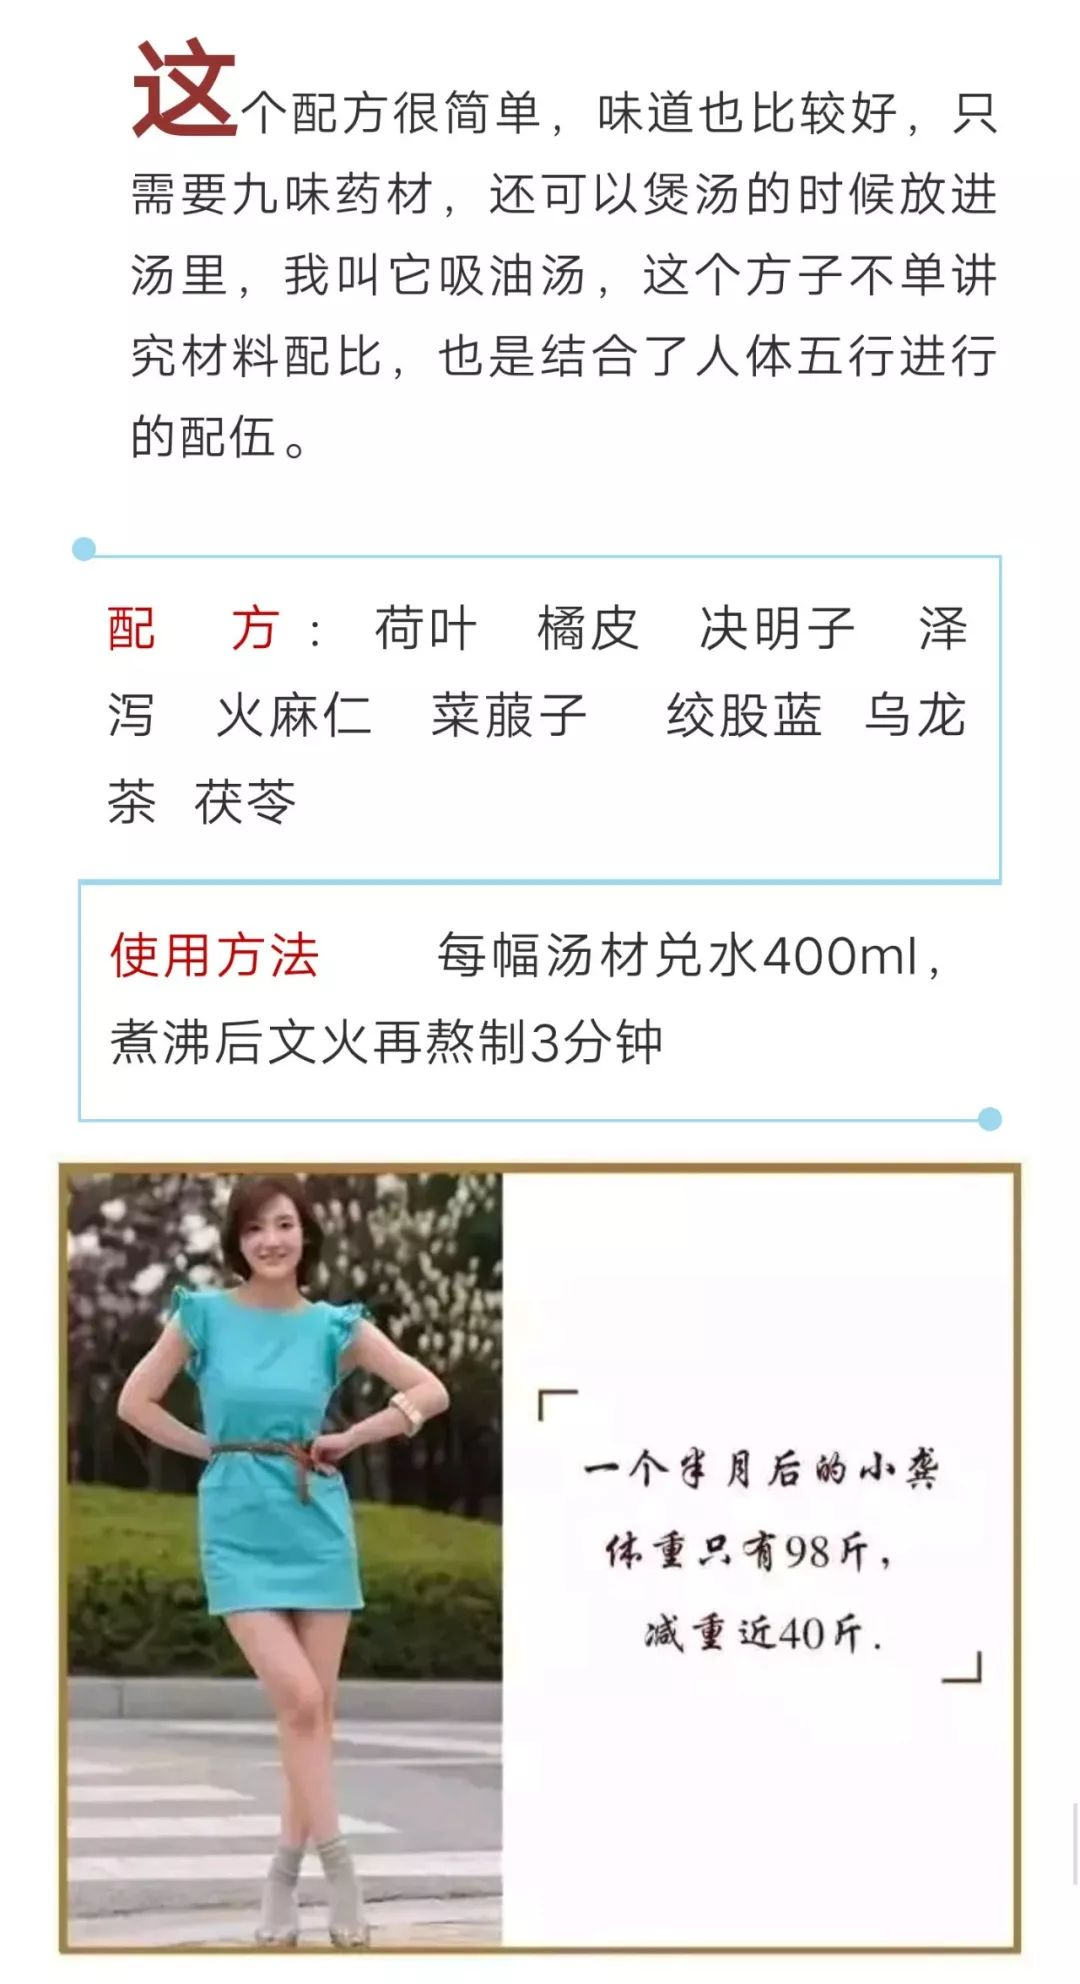 这个配方很简单，味道也比较好，只
需要九味药材，还可以煲汤的时候放进
汤里，我叫它吸油汤，这个方子不单讲
究材料配比，也是结合了人体五行进行
的配伍。
配 方： 荷叶 橘皮 决明子 泽
泻 火麻仁 菜菔子 绞股蓝 乌龙
茶 茯苓
使用方法 每幅汤材兑水400ml，
煮沸后文火再熬制3分钟
一个半月后的小龚
体重只有98斤，
减重近40斤.